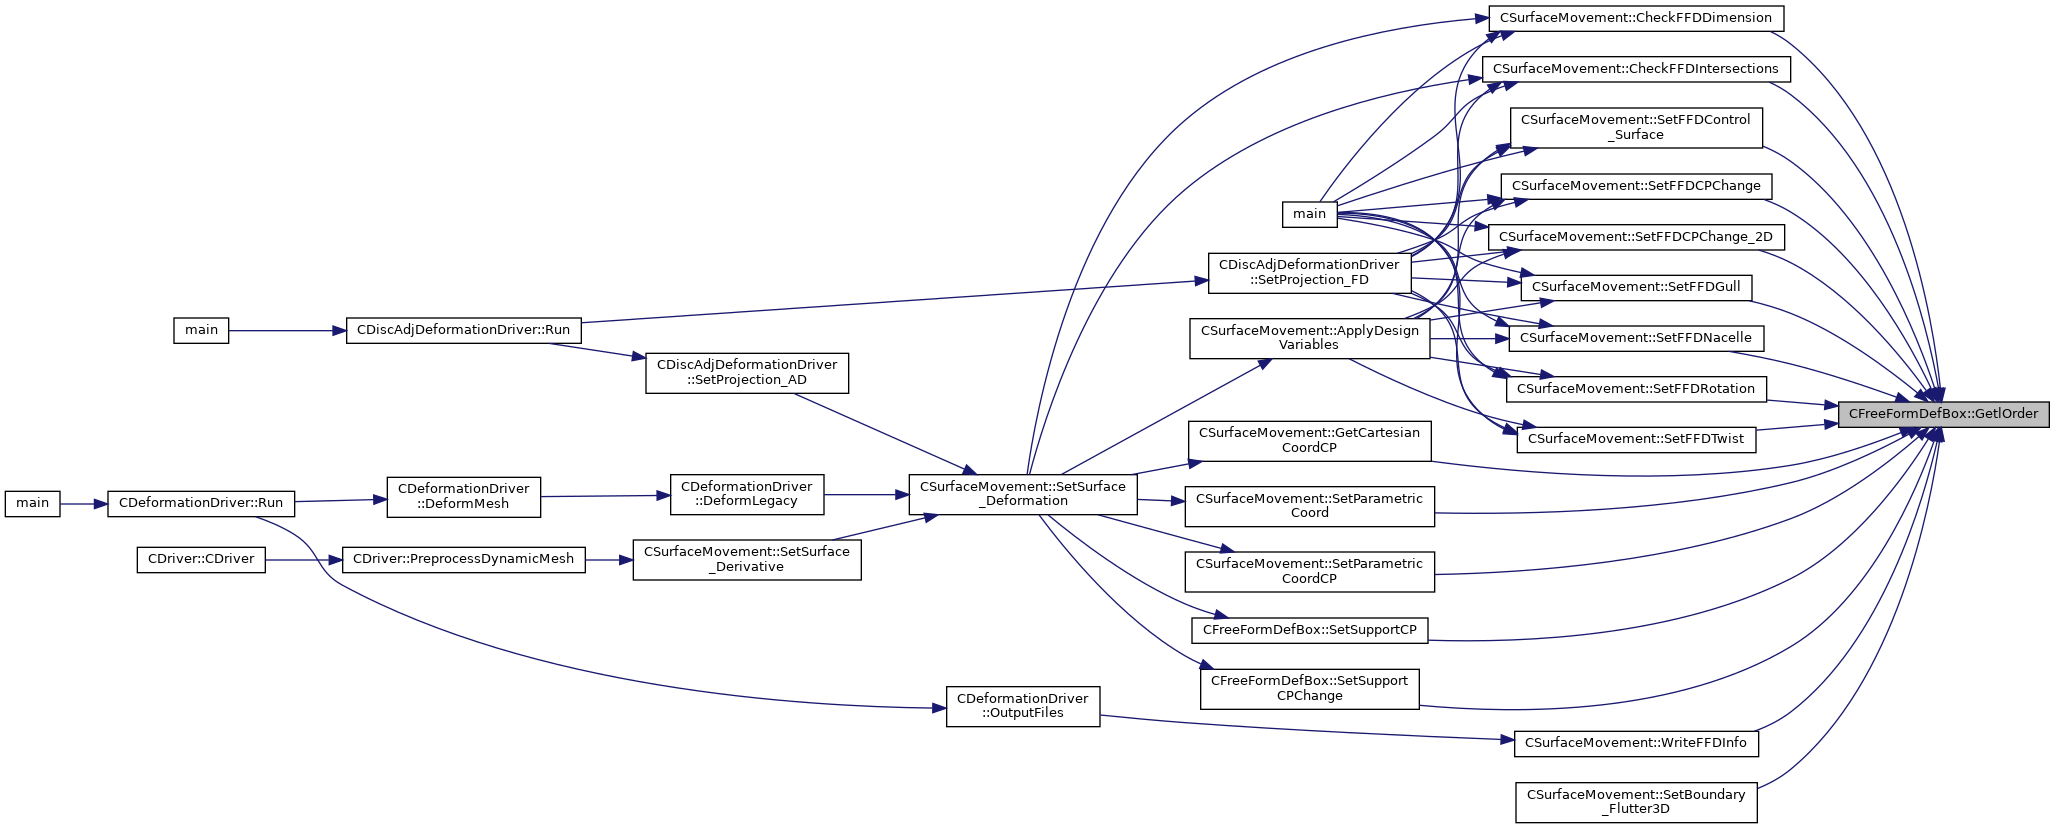 CSurfaceMovement::CheckFFDDimension
CSurfaceMovement::CheckFFDIntersections
CSurfaceMovement::SetFFDControl
_Surface
CSurfaceMovement::SetFFDCPChange
main
CSurfaceMovement::SetFFDCPChange_2D
CDiscAdjDeformationDriver
::SetProjection_FD
CSurfaceMovement::SetFFDGull
main
CDiscAdjDeformationDriver::Run
CSurfaceMovement::ApplyDesign
Variables
CSurfaceMovement::SetFFDNacelle
CDiscAdjDeformationDriver
::SetProjection_AD
CSurfaceMovement::SetFFDRotation
CFreeFormDefBox::GetlOrder
CSurfaceMovement::GetCartesian
CoordCP
CSurfaceMovement::SetFFDTwist
main
CDeformationDriver::Run
CDeformationDriver
::DeformMesh
CDeformationDriver
::DeformLegacy
CSurfaceMovement::SetSurface
_Deformation
CSurfaceMovement::SetParametric
Coord
CDriver::CDriver
CDriver::PreprocessDynamicMesh
CSurfaceMovement::SetSurface
_Derivative
CSurfaceMovement::SetParametric
CoordCP
CFreeFormDefBox::SetSupportCP
CFreeFormDefBox::SetSupport
CPChange
CDeformationDriver
::OutputFiles
CSurfaceMovement::WriteFFDInfo
CSurfaceMovement::SetBoundary
_Flutter3D